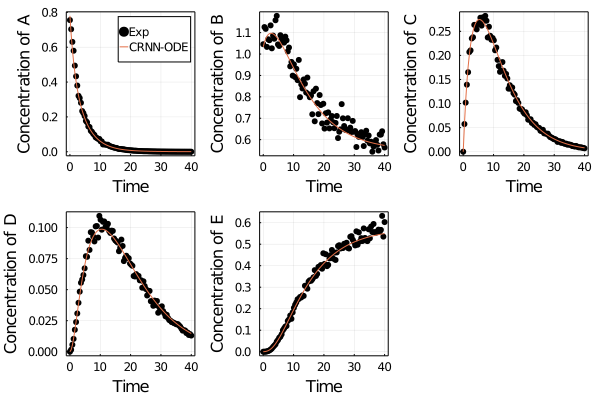 Concentration of A
0.8
0.6
0.4
0.2
0.0
0 10 20 30 40
Time
Exp
CRNN-ODE
Concentration of B
1.1
1.0
0.9
0.8
0.7
0.6
0 10 20 30 40
Time
Concentration of C
0.25
0.20
0.15
0.10
0.05
0.00
0 10 20 30 40
Time
Concentration of D
0.100
0.075
0.050
0.025
0.000
0 10 20 30 40
Time
Concentration of E
0.6
0.5
0.4
0.3
0.2
0.1
0.0
0 10 20 30 40
Time